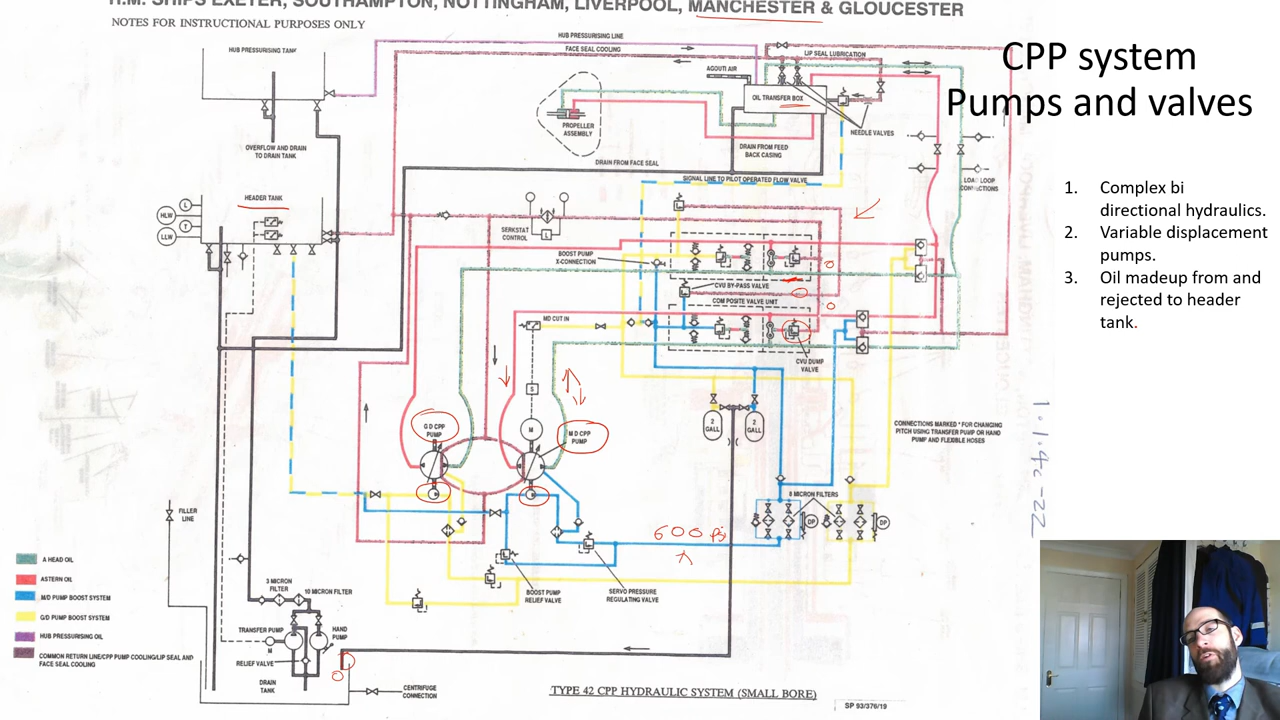 H.M. SHIPS EXETER, SOUTHAMPTON, NOTTINGHAM, LIVERPOOL, MANCHESTER & GLOUCESTER
NOTES FOR INSTRUCTIONAL PURPOSES ONLY
CPP system
Pumps and valves
1. Complex bi
directional hydraulics.
2. Variable displacement
pumps.
3. Oil madeup from and
rejected to header
tank.
HUB PRESSURISING TANK
HUB PRESSURISING LINE
FACE SEAL COOLING
LIP SEAL LUBRICATION
AGOUTI AIR
OIL TRANSFER BOX
NEEDLE VALVES
PROPELLER
ASSEMBLY
DRAIN FROM FEED
BACK CASING
OVERFLOW AND DRAIN
TO DRAIN TANK
DRAIN FROM FACE SEAL
SIGNAL LINE TO PILOT OPERATED FLOW VALVE
LOAD LOOP
CONNECTIONS
HEADER TANK
L
HLW
T
LLW
SERKSTAT
CONTROL
L
BOOST PUMP
X-CONNECTION
CVU BY-PASS VALVE
COMPOSITE VALVE UNIT
MD CUT IN
CVU DUMP
VALVE
S
M
G D CPP
PUMP
M D CPP
PUMP
2
GALL
2
GALL
CONNECTIONS MARKED * FOR CHANGING
PITCH USING TRANSFER PUMP OR HAND
PUMP AND FLEXIBLE HOSES
8 MICRON FILTERS
DP
DP
600 psi
FILLER
LINE
A HEAD OIL
ASTERN OIL
M/D PUMP BOOST SYSTEM
G/D PUMP BOOST SYSTEM
HUB PRESSURISING OIL
COMMON RETURN LINE/CPP PUMP COOLING/LIP SEAL AND
FACE SEAL COOLING
3 MICRON
FILTER
10 MICRON FILTER
BOOST PUMP
RELIEF VALVE
SERVO PRESSURE
REGULATING VALVE
TRANSFER PUMP
M
HAND
PUMP
RELIEF VALVE
DRAIN
TANK
CENTRIFUGE
CONNECTION
TYPE 42 CPP HYDRAULIC SYSTEM (SMALL BORE)
SP 93/376/19